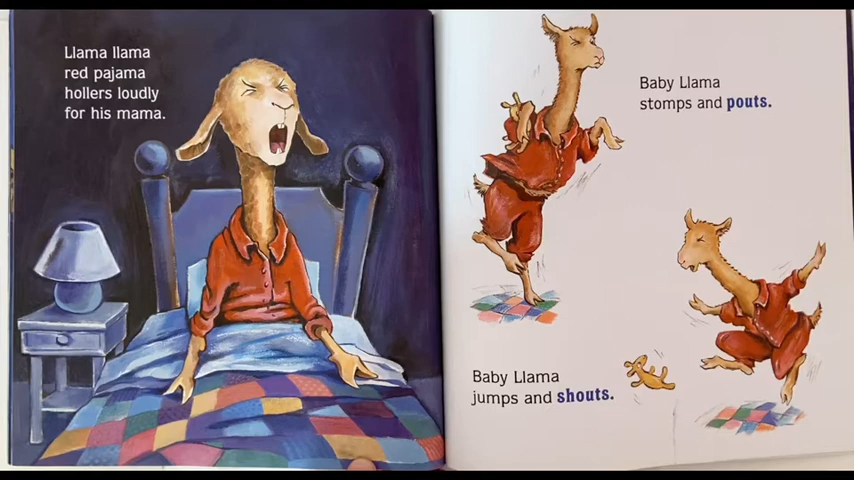 Llama llama
red pajama
hollers loudly
for his mama.
Baby Llama
stomps and pouts.
Baby Llama
jumps and shouts.